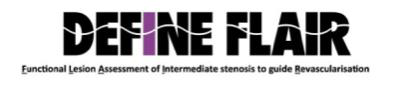 DEFINE FLAIR
Functional Lesion Assessment of Intermediate stenosis to guide Revascularisation